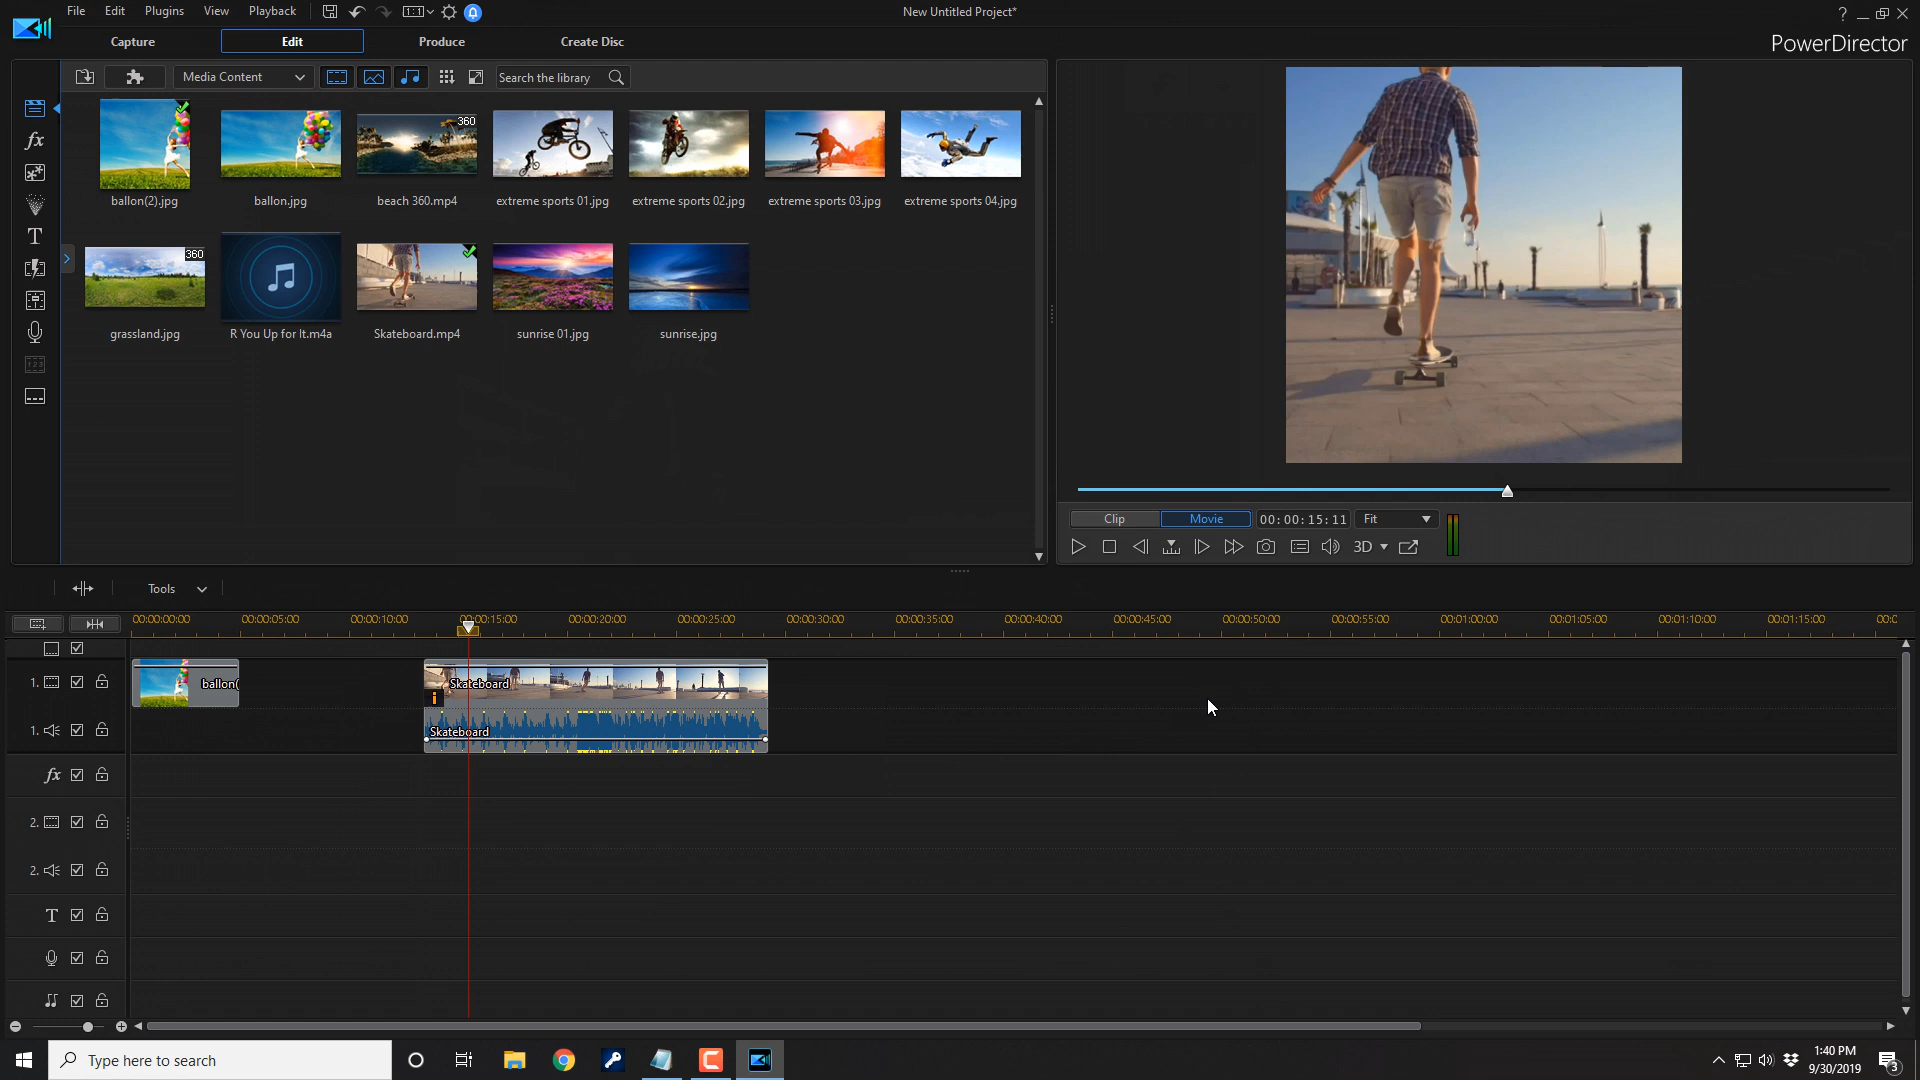 File Edit Plugins View Playback 1:1 New Untitled Project* ?
Capture Edit Produce Create Disc PowerDirector
Media Content Search the library
360
ballon(2).jpg ballon.jpg beach 360.mp4 extreme sports 01.jpg extreme sports 02.jpg extreme sports 03.jpg extreme sports 04.jpg
fx
T
360
grassland.jpg R You Up for It.m4a Skateboard.mp4 sunrise 01.jpg sunrise.jpg
Clip Movie 00:00:15:11 Fit
3D
Tools
00:00:00:00 00:00:05:00 00:00:10:00 00:00:15:00 00:00:20:00 00:00:25:00 00:00:30:00 00:00:35:00 00:00:40:00 00:00:45:00 00:00:50:00 00:00:55:00 00:01:00:00 00:01:05:00 00:01:10:00 00:01:15:00 00:0
1. ballon( i Skateboard
1. Skateboard
fx
2.
2.
T
Type here to search
1:40 PM
9/30/2019
3